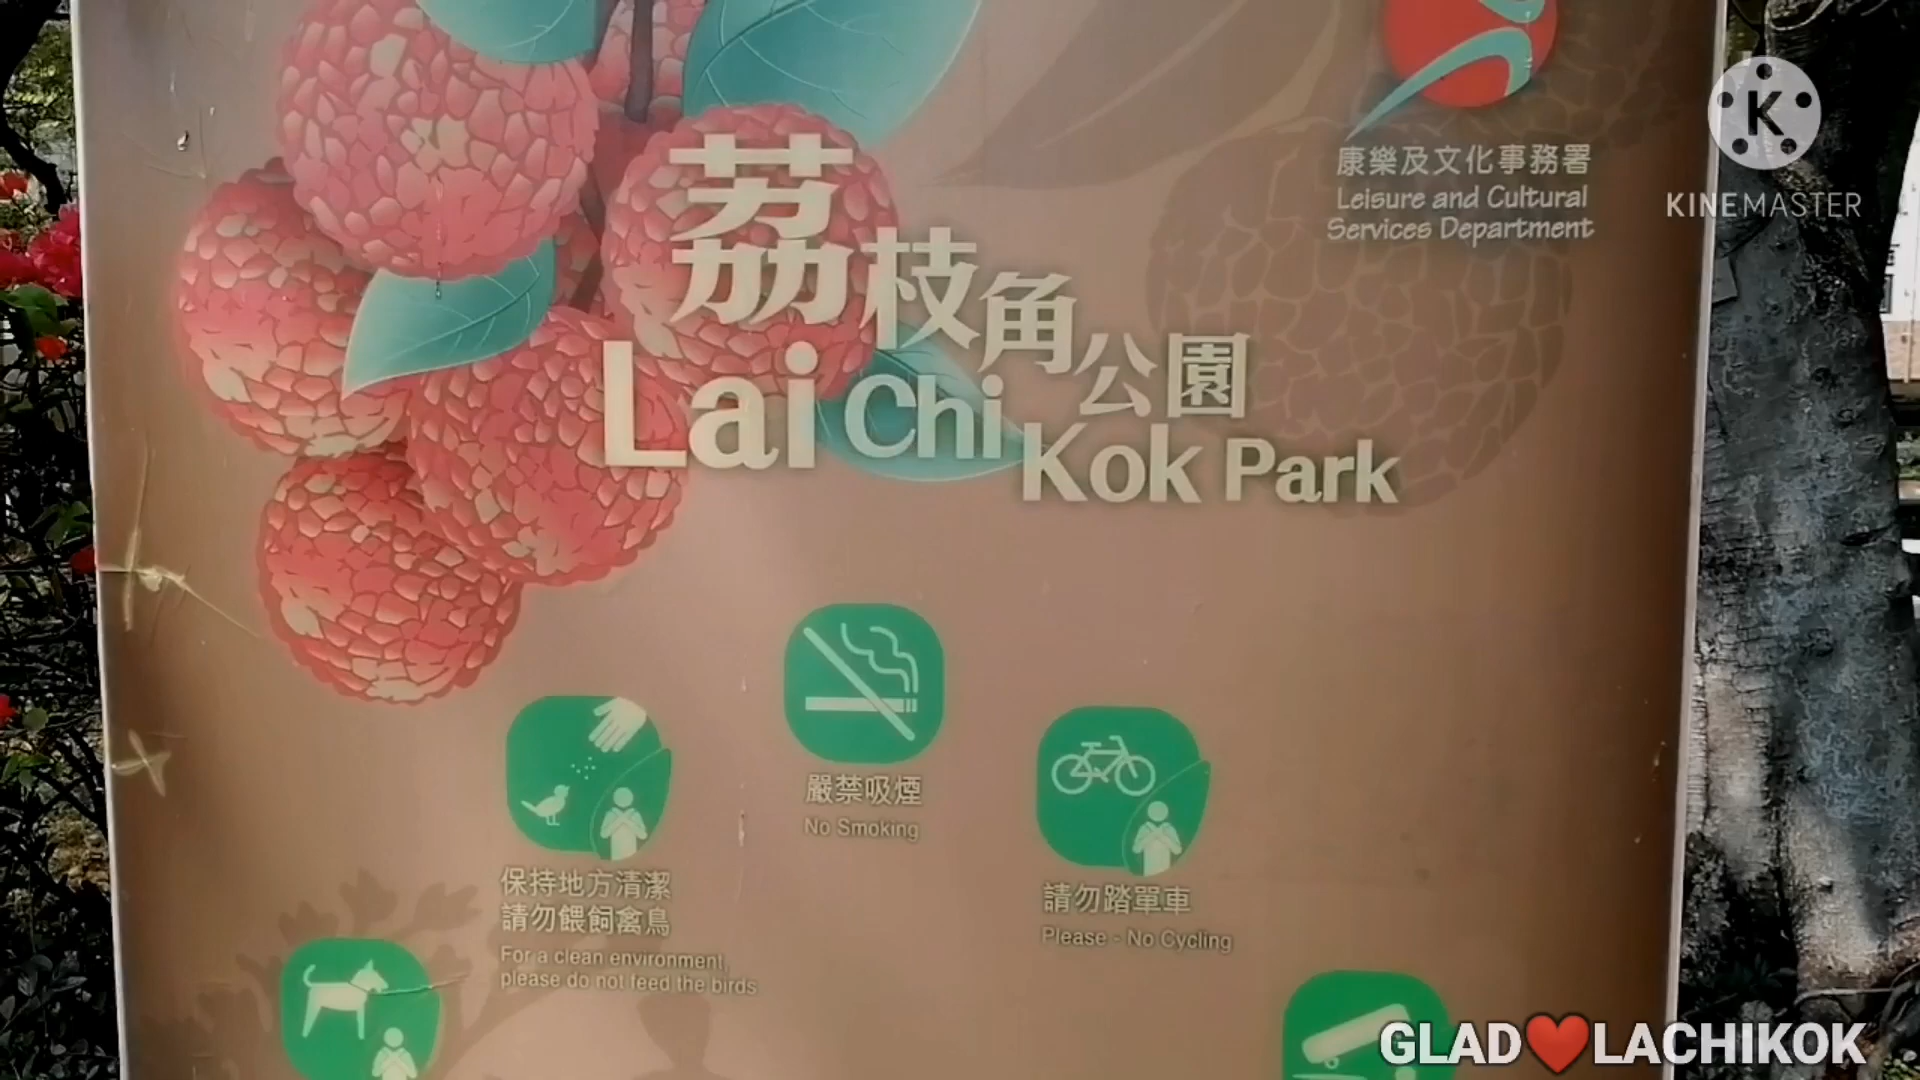 康樂及文化事務署
Leisure and Cultural
Services Department
K
KINEMASTER
荔枝角公園
Lai Chi Kok Park
嚴禁吸煙
No Smoking
保持地方清潔
請勿餵飼禽鳥
For a clean environment,
please do not feed the birds
請勿踏單車
Please - No Cycling
GLAD❤️LACHIKOK